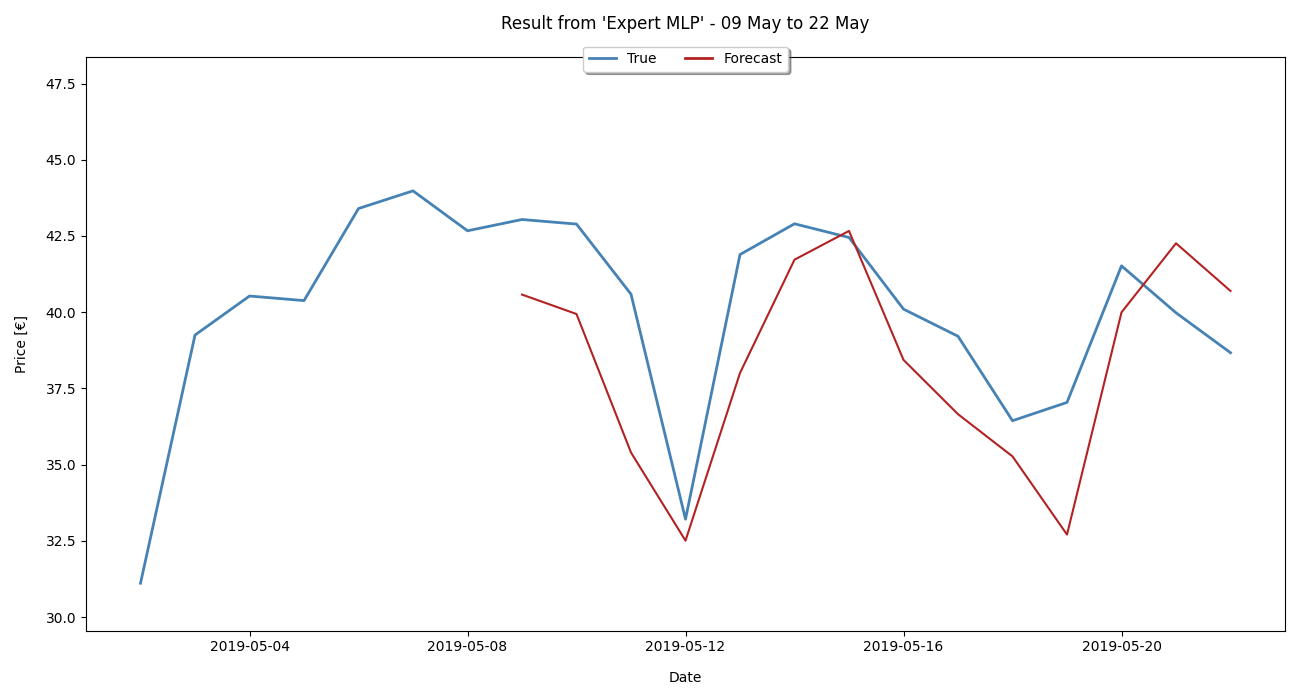 Result from 'Expert MLP' - 09 May to 22 May
True
Forecast
47.5
45.0
42.5
40.0
37.5
35.0
32.5
30.0
Price [€]
2019-05-04
2019-05-08
2019-05-12
2019-05-16
2019-05-20
Date